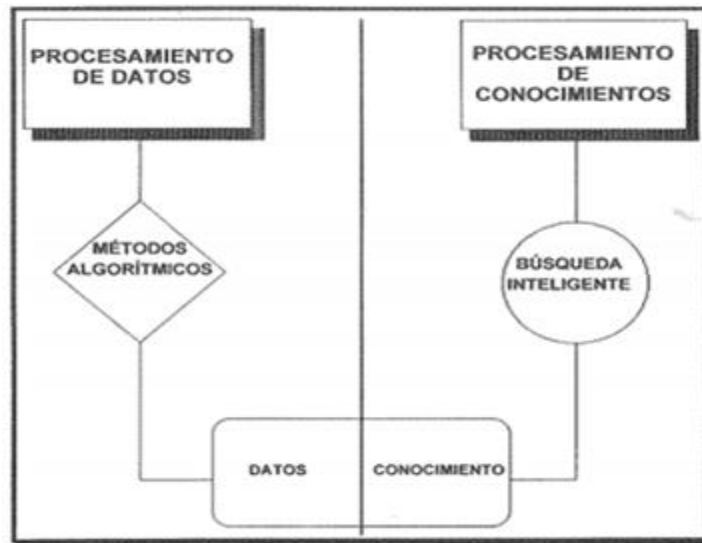 PROCESAMIENTO
DE DATOS
PROCESAMIENTO
DE
CONOCIMIENTOS
MÉTODOS
ALGORÍTMICOS
BÚSQUEDA
INTELIGENTE
DATOS
CONOCIMIENTO